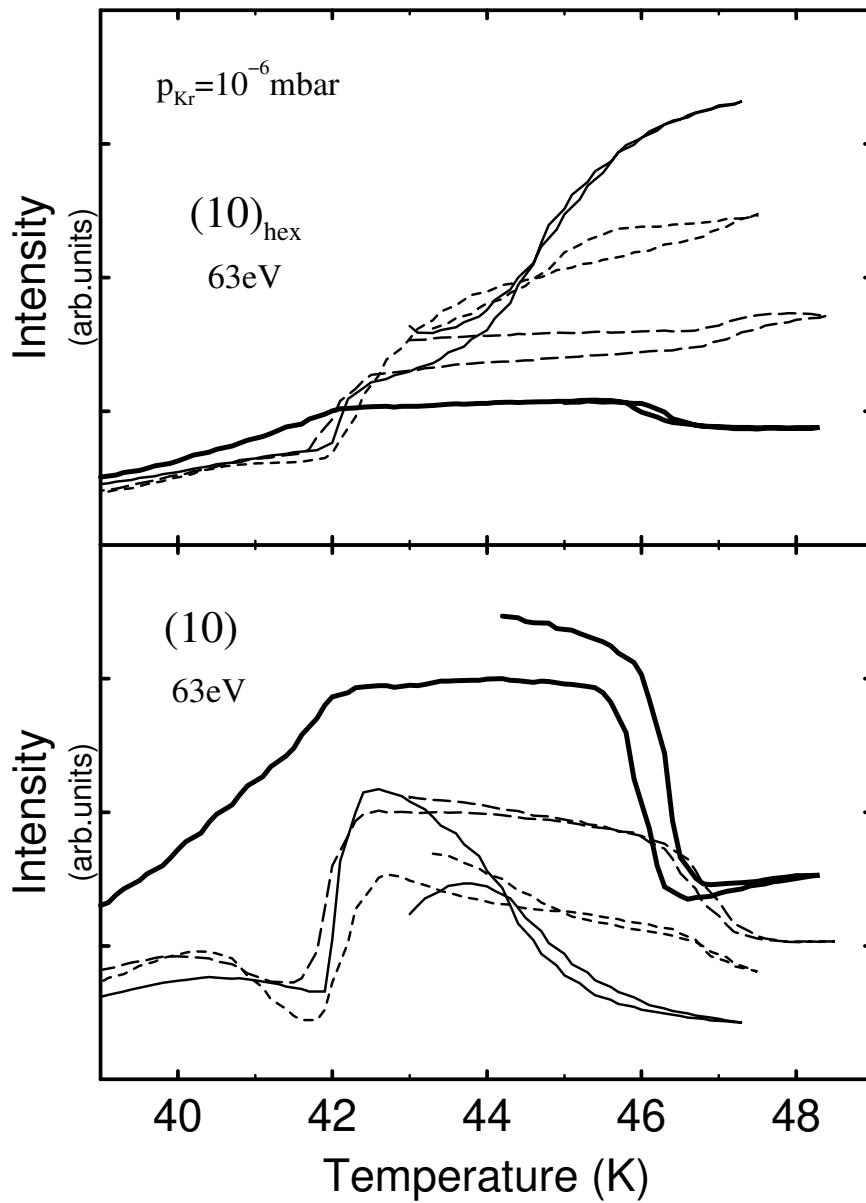 p_Kr=10^−6 mbar
(10)_hex
63eV
Intensity
(arb.units)
(10)
63eV
Intensity
(arb.units)
40 42 44 46 48
Temperature (K)